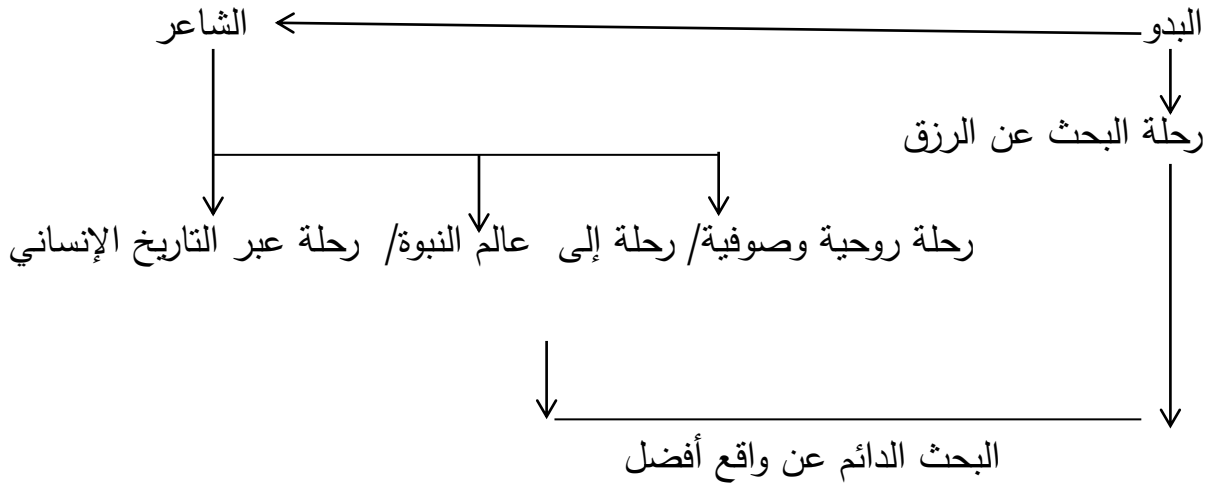 البدو الشاعر
رحلة البحث عن الرزق
رحلة روحية وصوفية/ رحلة إلى عالم النبوة/ رحلة عبر التاريخ الإنساني
البحث الدائم عن واقع أفضل